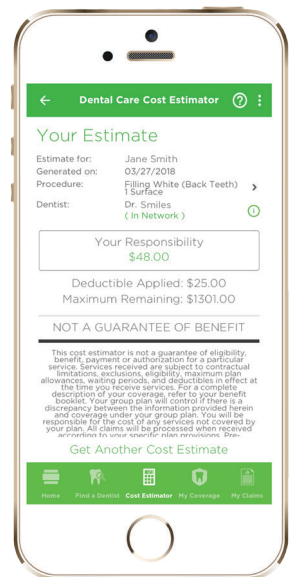 Dental Care Cost Estimator
Your Estimate
Estimate for: Jane Smith
Generated on: 03/27/2018
Procedure: Filling White (Back Teeth)
1 Surface
Dentist: Dr. Smiles
( In Network )
Your Responsibility
$48.00
Deductible Applied: $25.00
Maximum Remaining: $1301.00
NOT A GUARANTEE OF BENEFIT
This cost estimator is not a guarantee of eligibility,
benefit, payment or authorization for a particular
service. Services received are subject to contractual
limitations, exclusions, eligibility, maximum plan
allowances, waiting periods, and deductibles in effect at
the time you receive services. For a complete
description of your coverage, refer to your benefit
booklet. Your group plan will control if there is a
discrepancy between the information provided herein
and coverage under your group plan. You will be
responsible for the cost of any services not covered by
your plan. All claims will be processed when received
according to your specific plan provisions. Pre-
Get Another Cost Estimate
Home Find a Dentist Cost Estimator My Coverage My Claims